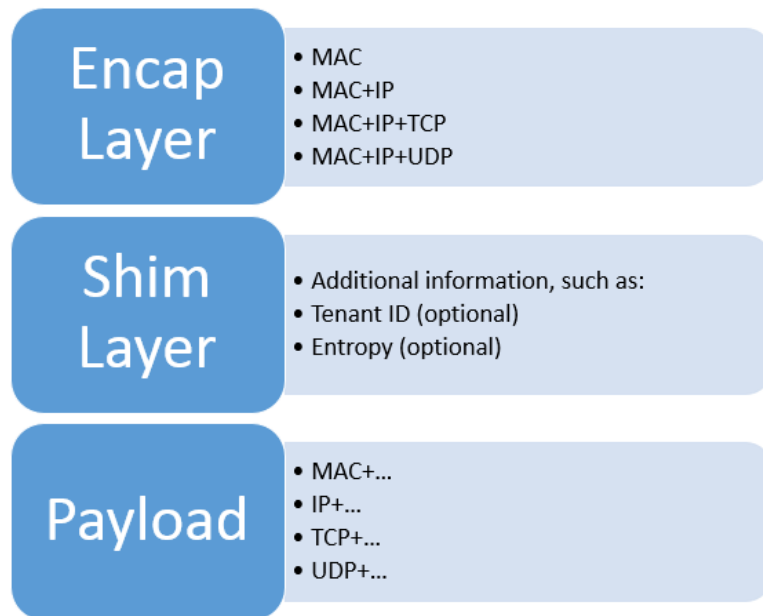 Encap
Layer
• MAC
• MAC+IP
• MAC+IP+TCP
• MAC+IP+UDP
Shim
Layer
• Additional information, such as:
• Tenant ID (optional)
• Entropy (optional)
Payload
• MAC+...
• IP+...
• TCP+...
• UDP+...